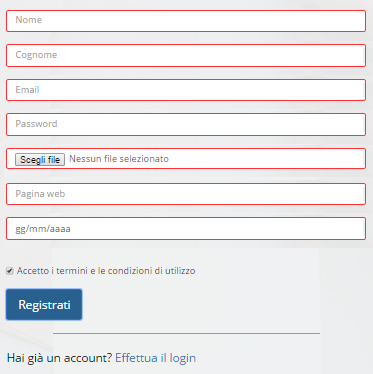 Nome
Cognome
Email
Password
Scegli file Nessun file selezionato
Pagina web
gg/mm/aaaa
Accetto i termini e le condizioni di utilizzo
Registrati
Hai già un account? Effettua il login